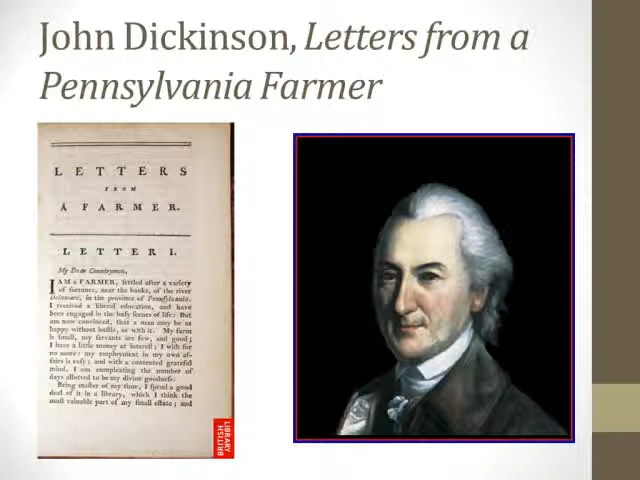 John Dickinson, Letters from a
Pennsylvania Farmer
LETTERS
FROM
A FARMER.
LETTER I.
My Dear Countrymen,
I AM a FARMER, settled after a variety
of fortunes, near the banks, of the river
Delaware, in the province of Pennsylvania.
I received a liberal education, and have
been engaged in the busy scenes of life: But
am now convinced, that a man may be as
happy without bustle, as with it. My farm
is small, my servants are few, and good;
I have a little money at interest; I wish for
no more: my employment in my own af-
fairs is easy; and with a contented grateful
mind, I am compleating the number of
days allotted to me by divine goodness.
Being master of my time, I spend a good
deal of it in a library, which I think the
most valuable part of my small estate; and
BRITISH
LIBRARY